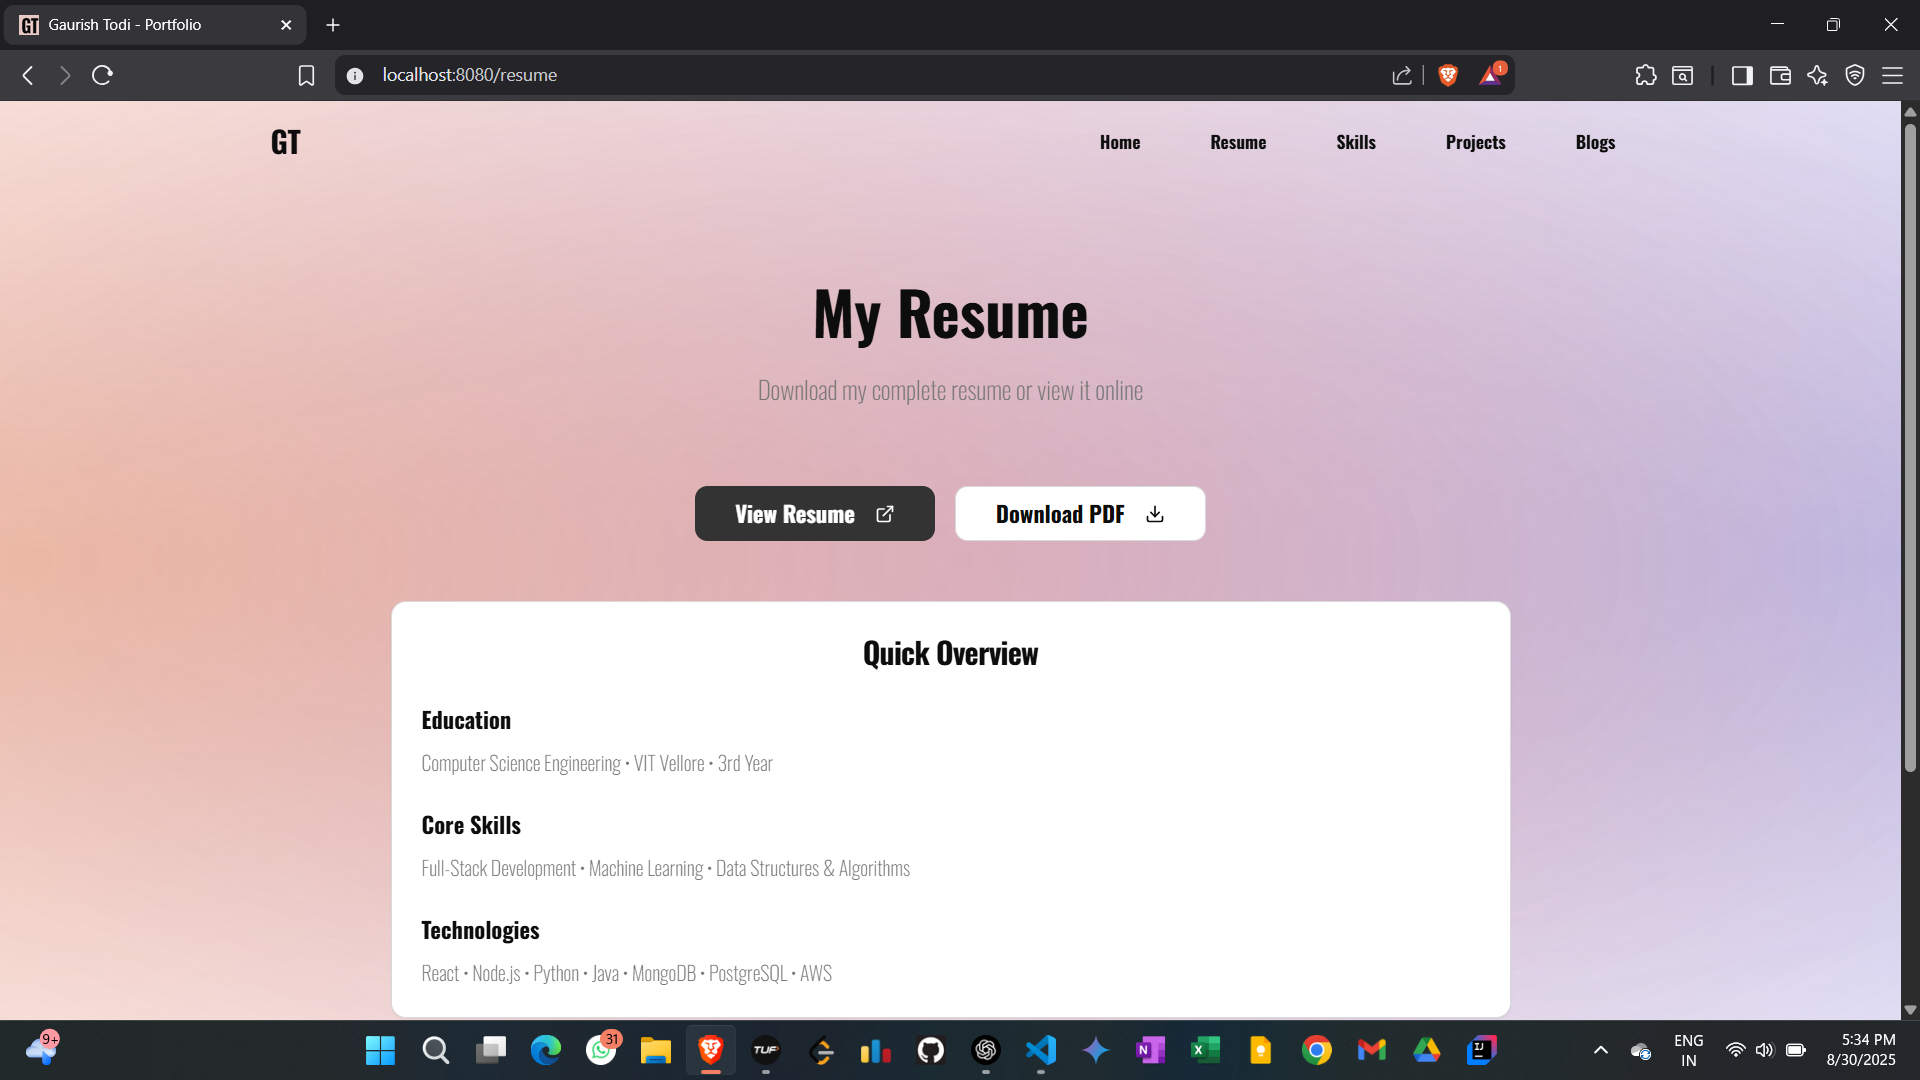 GT Gaurish Todi - Portfolio
localhost:8080/resume
1
GT
Home Resume Skills Projects Blogs
My Resume
Download my complete resume or view it online
View Resume Download PDF
Quick Overview
Education
Computer Science Engineering • VIT Vellore • 3rd Year
Core Skills
Full-Stack Development • Machine Learning • Data Structures & Algorithms
Technologies
React • Node.js • Python • Java • MongoDB • PostgreSQL • AWS
9+
31
TUF
N
X
IJ
ENG
IN
5:34 PM
8/30/2025